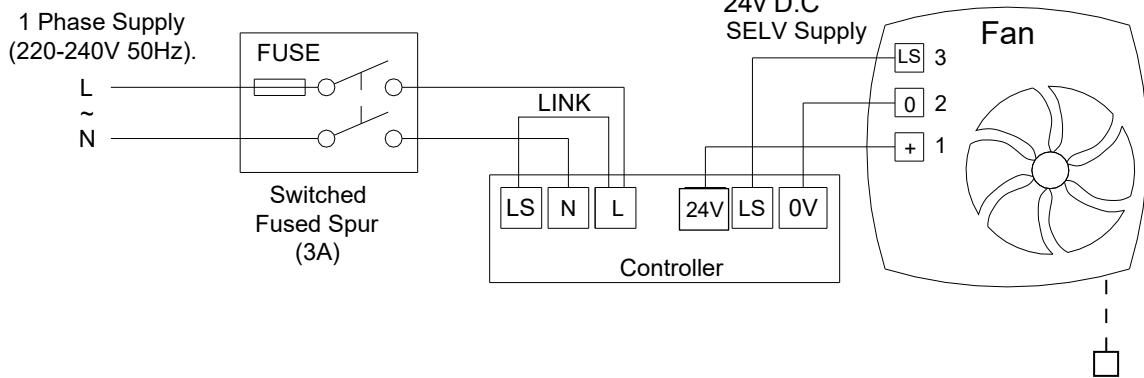 1 Phase Supply
(220-240V 50Hz).
L
~
N
FUSE
Switched
Fused Spur
(3A)
LINK
LS N L 24V LS 0V
Controller
24V D.C
SELV Supply
Fan
LS 3
0 2
+ 1